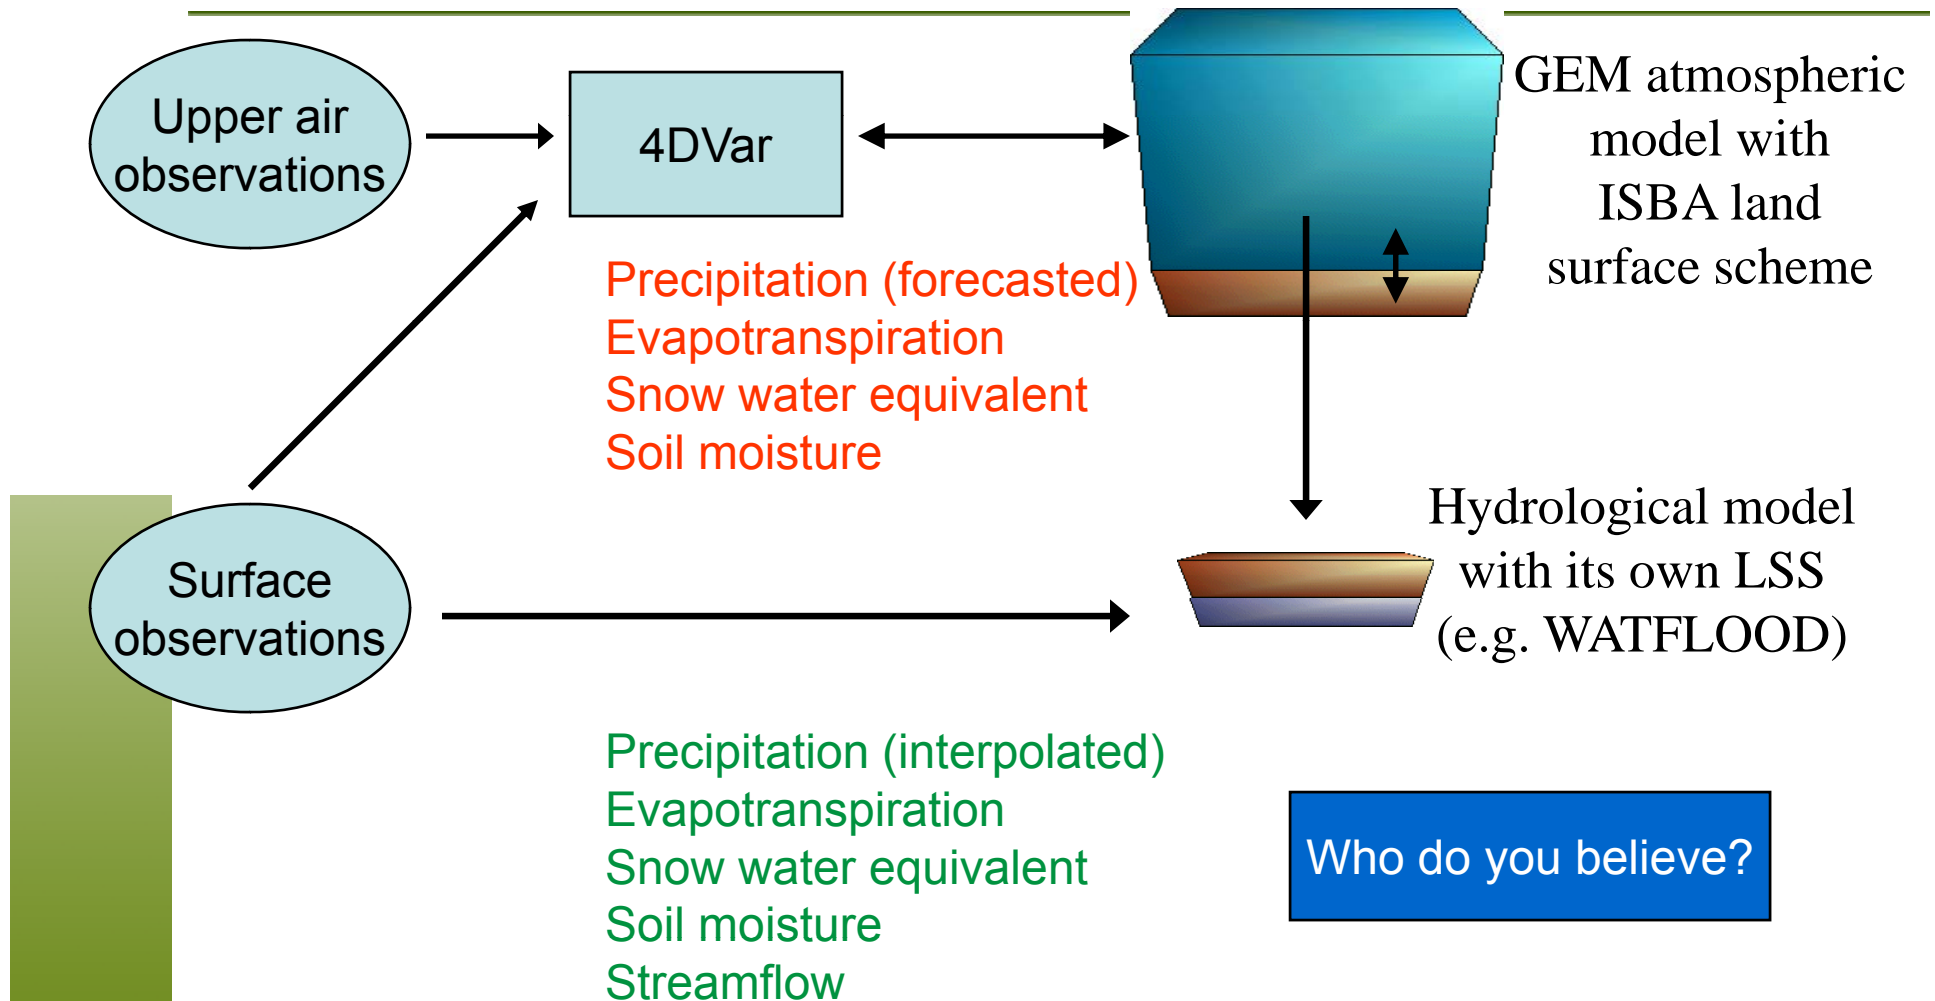 Upper air
observations
4DVar
GEM atmospheric
model with
ISBA land
surface scheme
Precipitation (forecasted)
Evapotranspiration
Snow water equivalent
Soil moisture
Surface
observations
Hydrological model
with its own LSS
(e.g. WATFLOOD)
Precipitation (interpolated)
Evapotranspiration
Snow water equivalent
Soil moisture
Streamflow
Who do you believe?